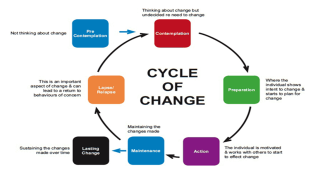 Thinking about change but
undecided re need to change
Not thinking about change
Pre
Contemplation
Contemplation
This is an important
aspect of change & can
lead to a return to
behaviours of concern
Lapse/
Relapse
CYCLE
OF
CHANGE
Preparation
Where the
individual shows
intent to change &
starts to plan for
change
Maintaining the
changes made
Sustaining the changes
made over time
Lasting
Change
Maintenance
Action
The individual is motivated
& works with others to start
to affect change